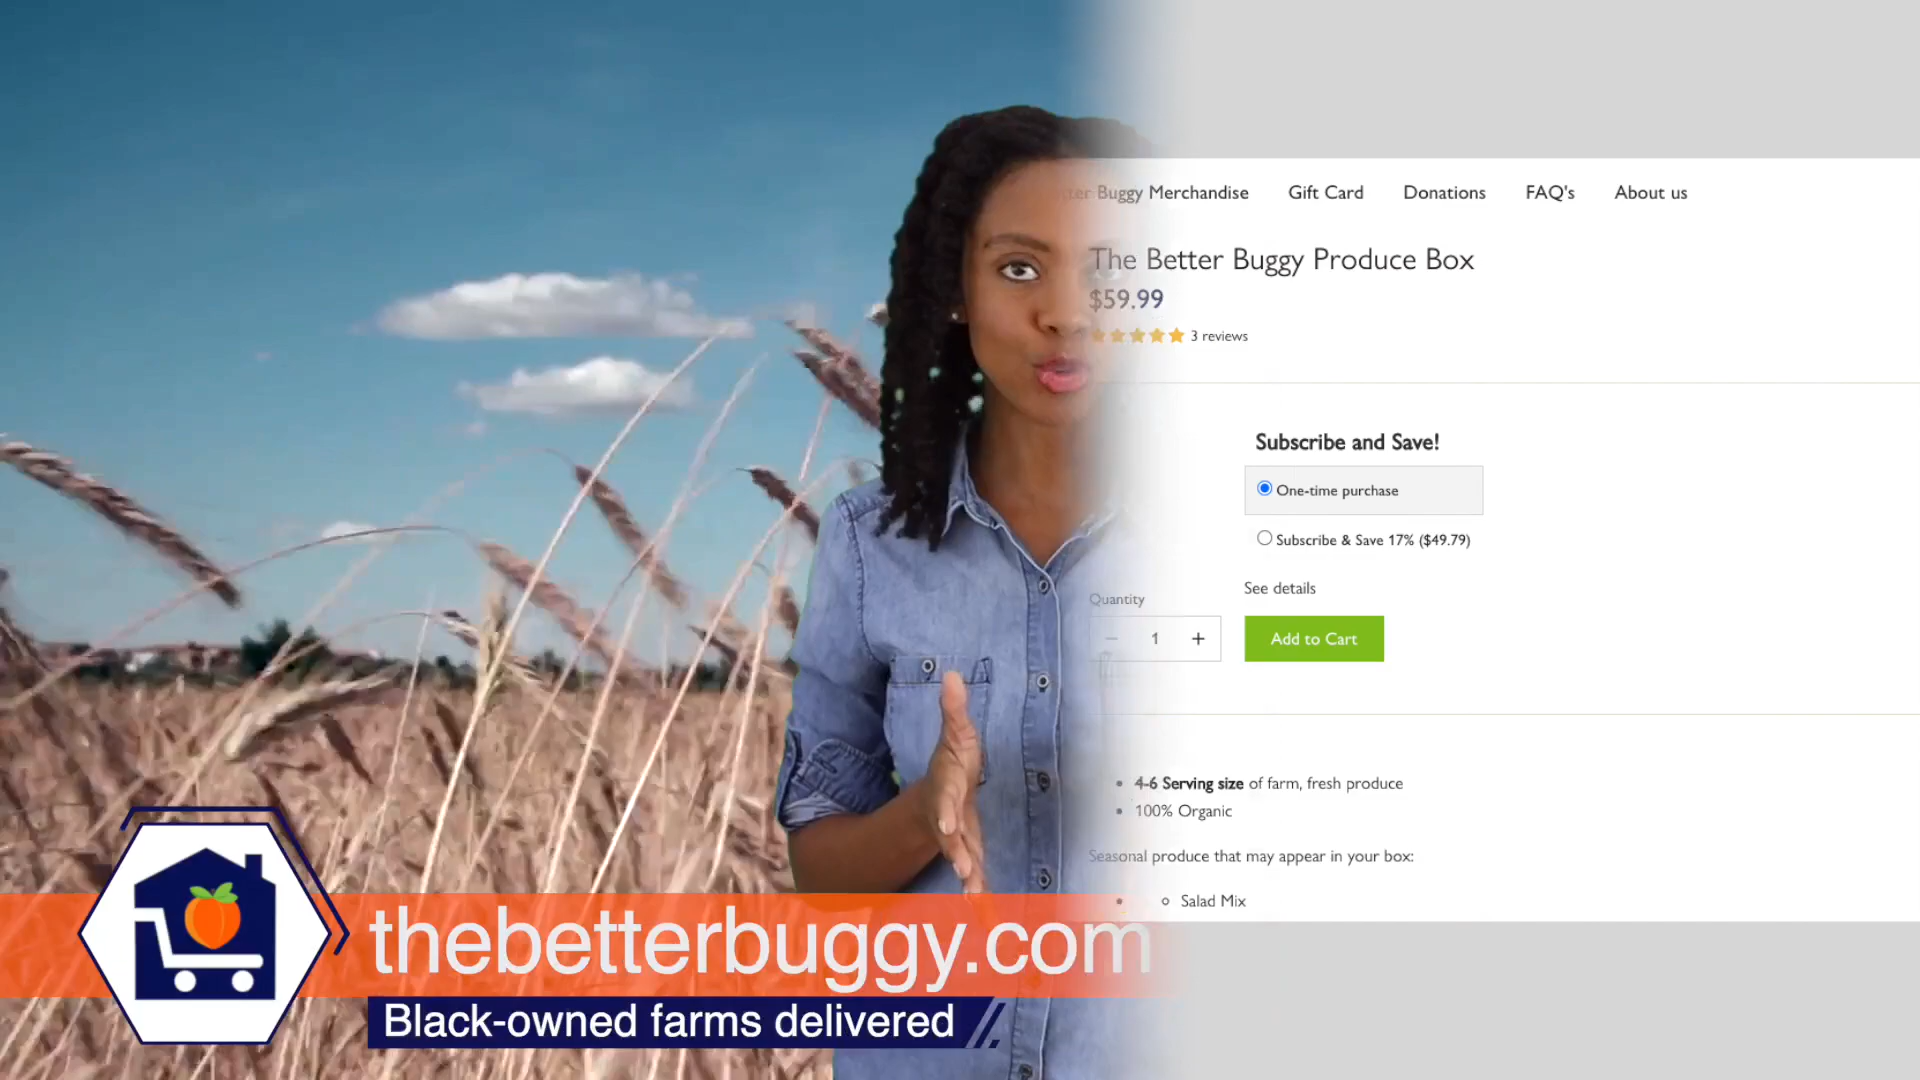 Buggy Merchandise Gift Card Donations FAQ's About us
The Better Buggy Produce Box
$59.99
3 reviews
Subscribe and Save!
One-time purchase
Subscribe & Save 17% ($49.79)
See details
Quantity
− 1 +
Add to Cart
4-6 Serving size of farm, fresh produce
100% Organic
Seasonal produce that may appear in your box:
Salad Mix
thebetterbuggy.com
Black-owned farms delivered